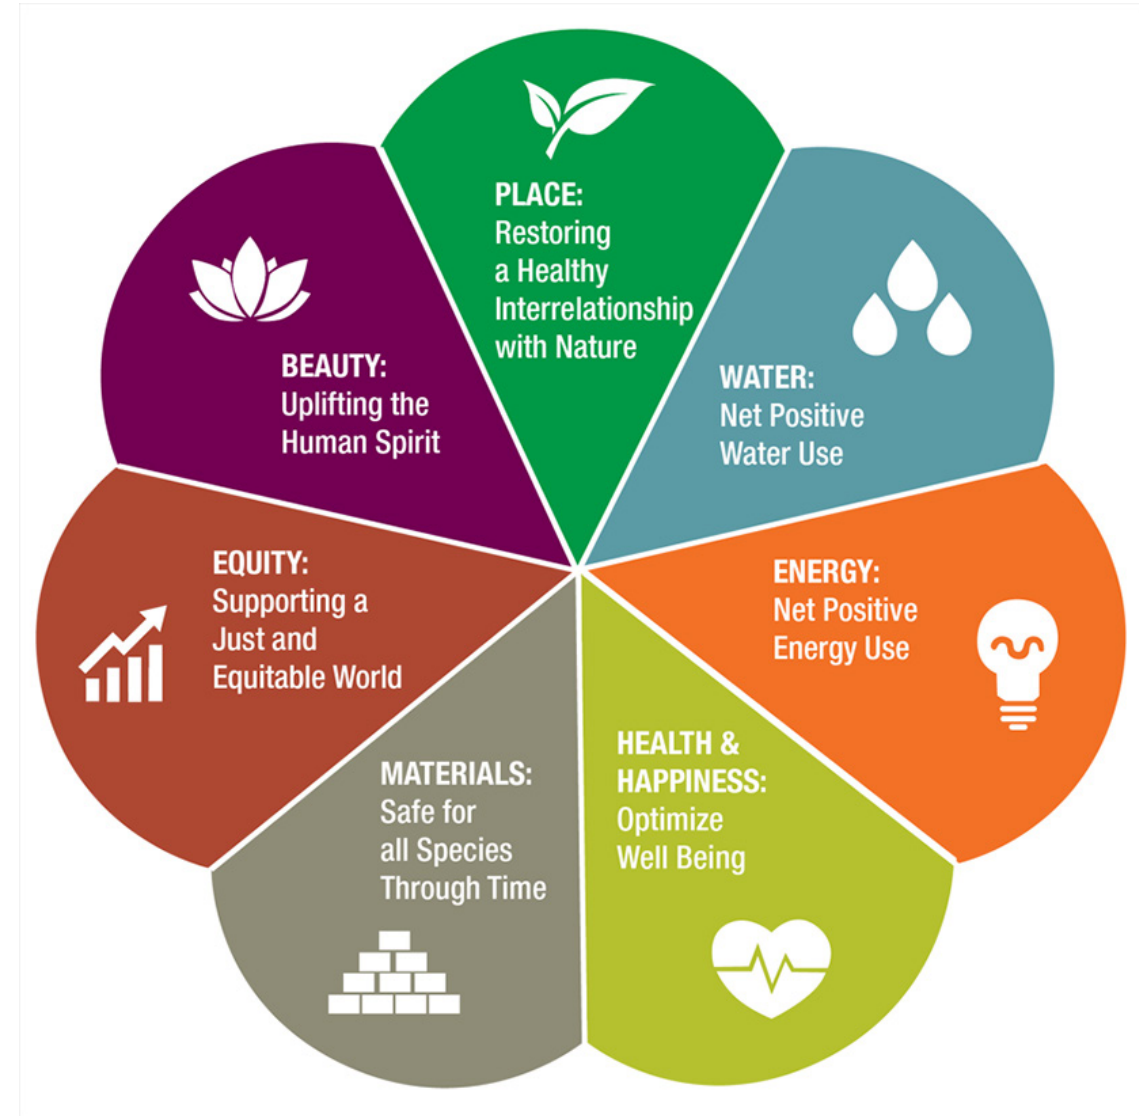 PLACE:
Restoring
a Healthy
Interrelationship
with Nature
WATER:
Net Positive
Water Use
ENERGY:
Net Positive
Energy Use
HEALTH &
HAPPINESS:
Optimize
Well Being
MATERIALS:
Safe for
all Species
Through Time
EQUITY:
Supporting a
Just and
Equitable World
BEAUTY:
Uplifting the
Human Spirit